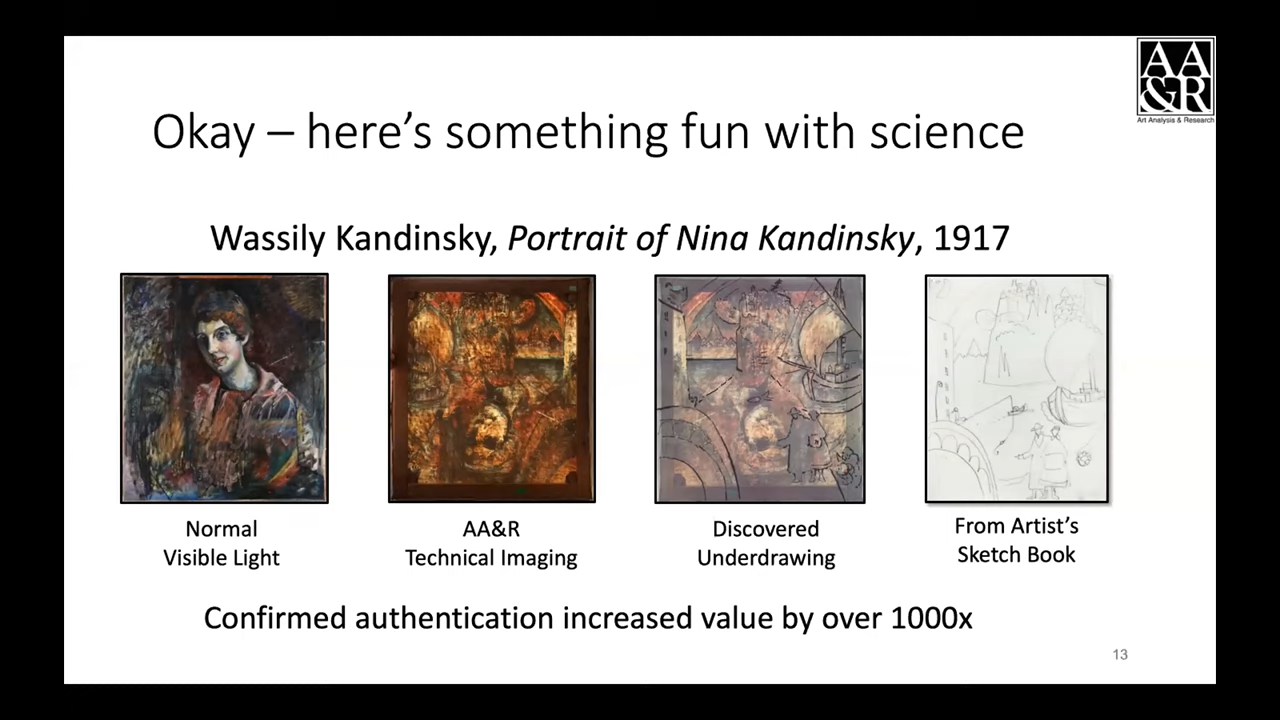 AA
&R
Art Analysis & Research
Okay – here’s something fun with science
Wassily Kandinsky, Portrait of Nina Kandinsky, 1917
Normal
Visible Light
AA&R
Technical Imaging
Discovered
Underdrawing
From Artist’s
Sketch Book
Confirmed authentication increased value by over 1000x
13